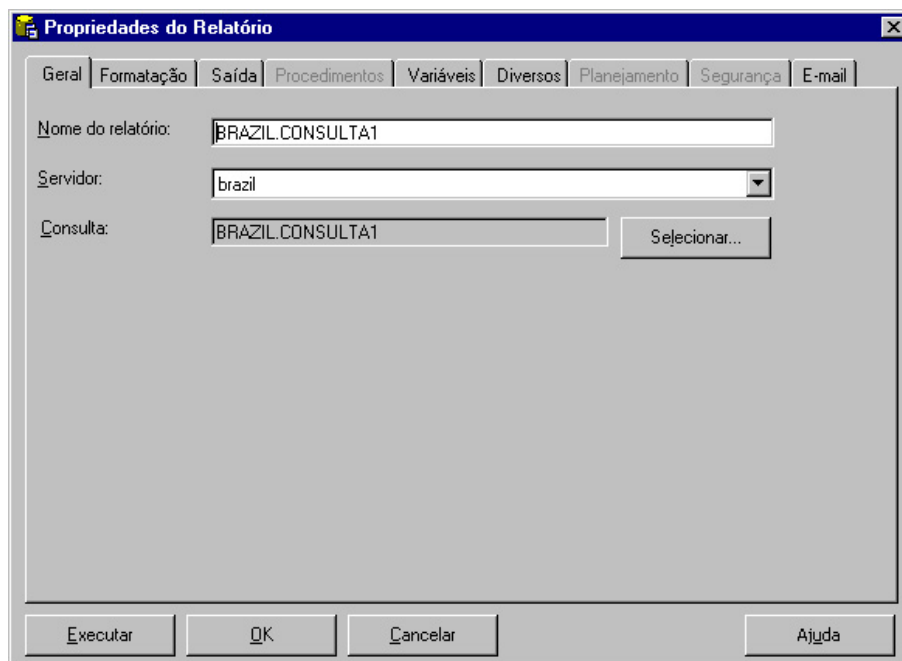 Propriedades do Relatório
Geral Formatação Saída Procedimentos Variáveis Diversos Planejamento Segurança E-mail
Nome do relatório: BRAZIL.CONSULTA1
Servidor: brazil
Consulta: BRAZIL.CONSULTA1 Selecionar...
Executar OK Cancelar Ajuda